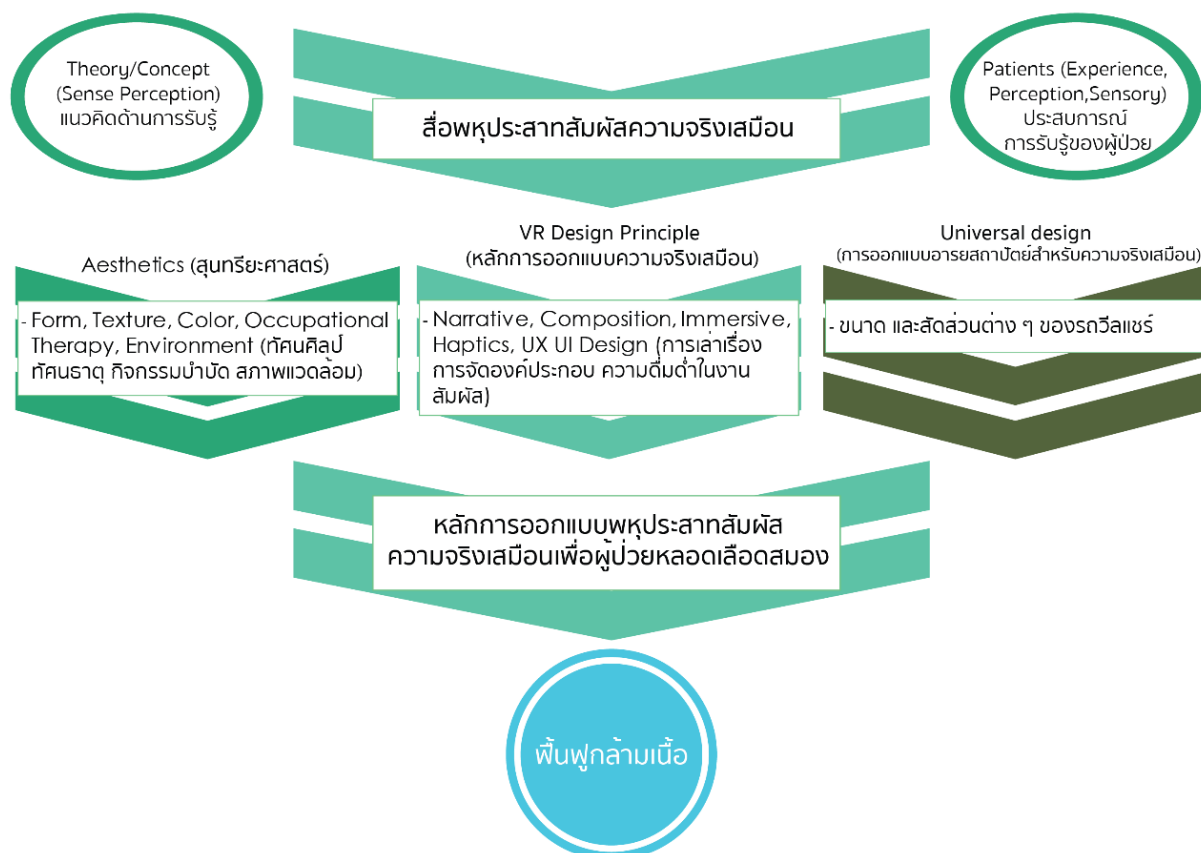 Theory/Concept
(Sense Perception)
แนวคิดด้านการรับรู้
สื่อพหุประสาทสัมผัสความจริงเสมือน
Patients (Experience,
Perception,Sensory)
ประสบการณ์
การรับรู้ของผู้ป่วย
Aesthetics (สุนทรียะศาสตร์)
- Form, Texture, Color, Occupational
Therapy, Environment (ทัศนศิลป์
ทัศนธาตุ กิจกรรมบำบัด สภาพแวดล้อม)
VR Design Principle
(หลักการออกแบบความจริงเสมือน)
- Narrative, Composition, Immersive,
Haptics, UX UI Design (การเล่าเรื่อง
การจัดองค์ประกอบ ความดื่มด่ำในงาน
สัมผัส)
Universal design
(การออกแบบอารยสถาปัตย์สำหรับความจริงเสมือน)
- ขนาด และสัดส่วนต่าง ๆ ของรถวีลแชร์
หลักการออกแบบพหุประสาทสัมผัส
ความจริงเสมือนเพื่อผู้ป่วยหลอดเลือดสมอง
ฟื้นฟูกล้ามเนื้อ